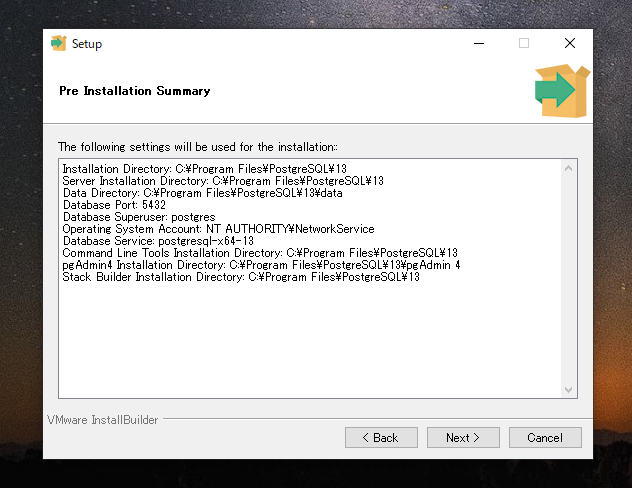 Setup
Pre Installation Summary
The following settings will be used for the installation:
Installation Directory: C:¥Program Files¥PostgreSQL¥13
Server Installation Directory: C:¥Program Files¥PostgreSQL¥13
Data Directory: C:¥Program Files¥PostgreSQL¥13¥data
Database Port: 5432
Database Superuser: postgres
Operating System Account: NT AUTHORITY¥NetworkService
Database Service: postgresql-x64-13
Command Line Tools Installation Directory: C:¥Program Files¥PostgreSQL¥13
pgAdmin4 Installation Directory: C:¥Program Files¥PostgreSQL¥13¥pgAdmin 4
Stack Builder Installation Directory: C:¥Program Files¥PostgreSQL¥13
VMware InstallBuilder
< Back Next > Cancel